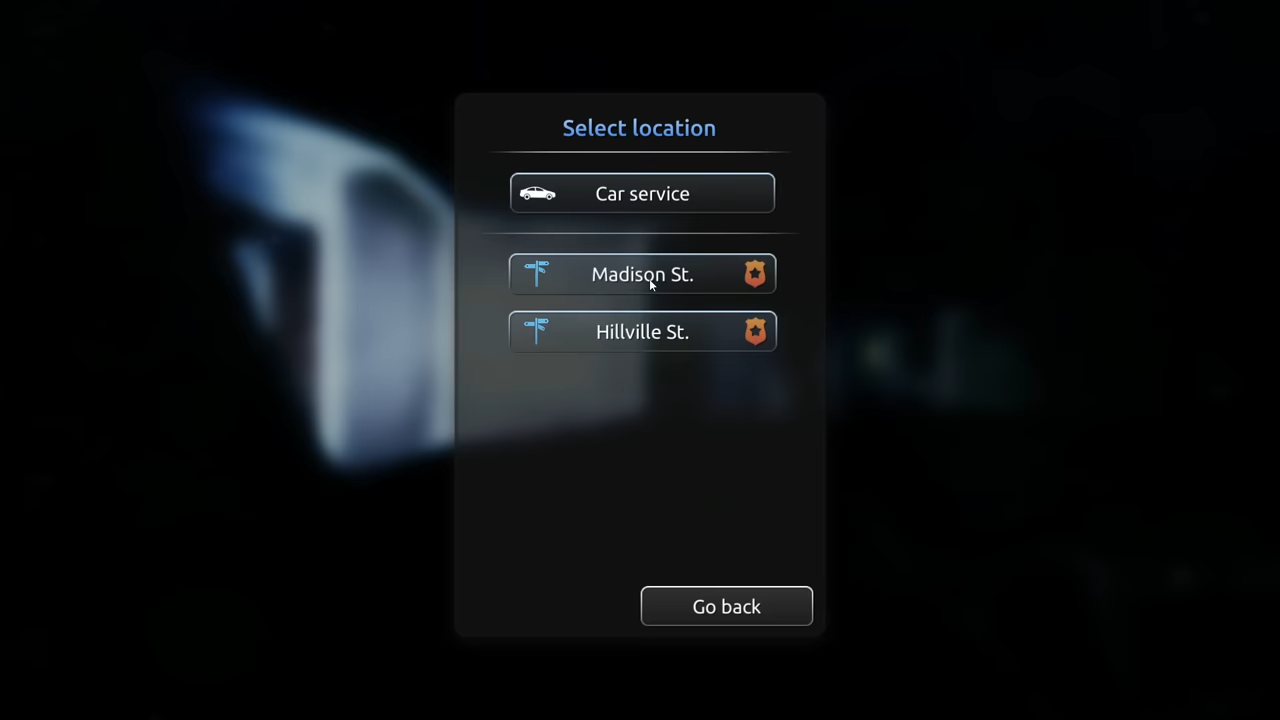 Select location
Car service
Madison St.
Hillville St.
Go back